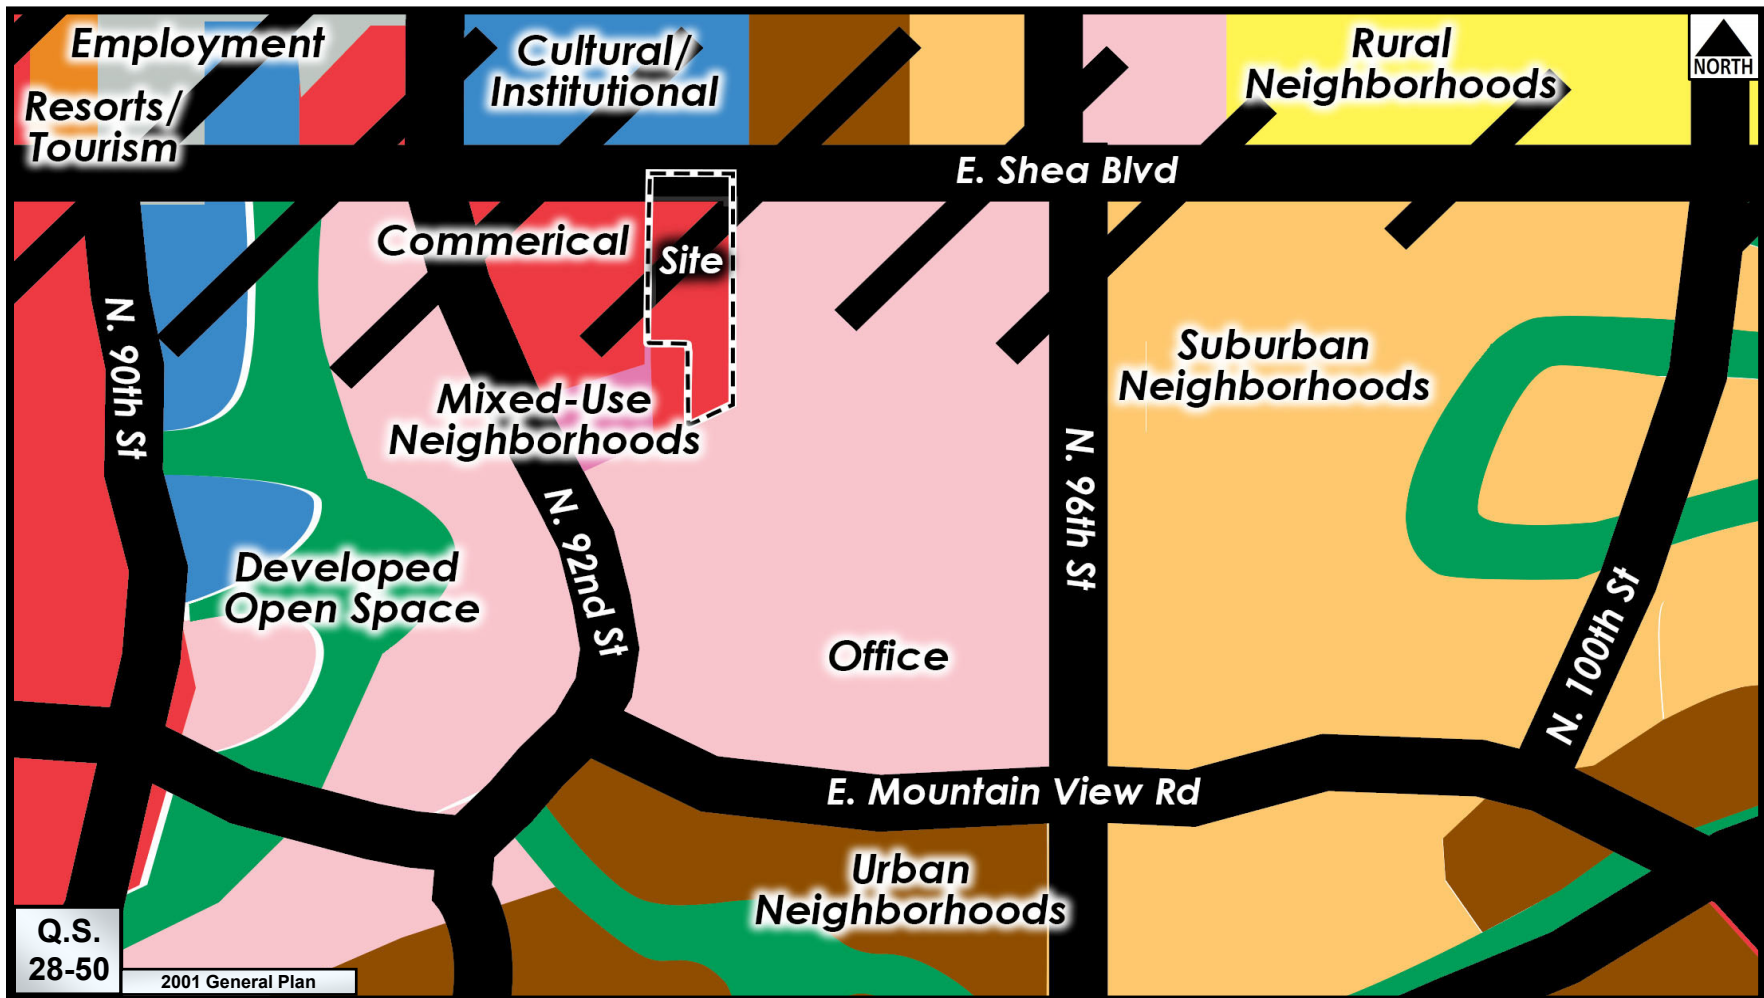 Employment
Resorts/
Tourism
Cultural/
Institutional
Rural
Neighborhoods
NORTH
E. Shea Blvd
Commerical
Site
N. 90th St
Mixed-Use
Neighborhoods
Suburban
Neighborhoods
N. 96th St
N. 92nd St
Developed
Open Space
Office
N. 100th St
E. Mountain View Rd
Urban
Neighborhoods
Q.S.
28-50
2001 General Plan